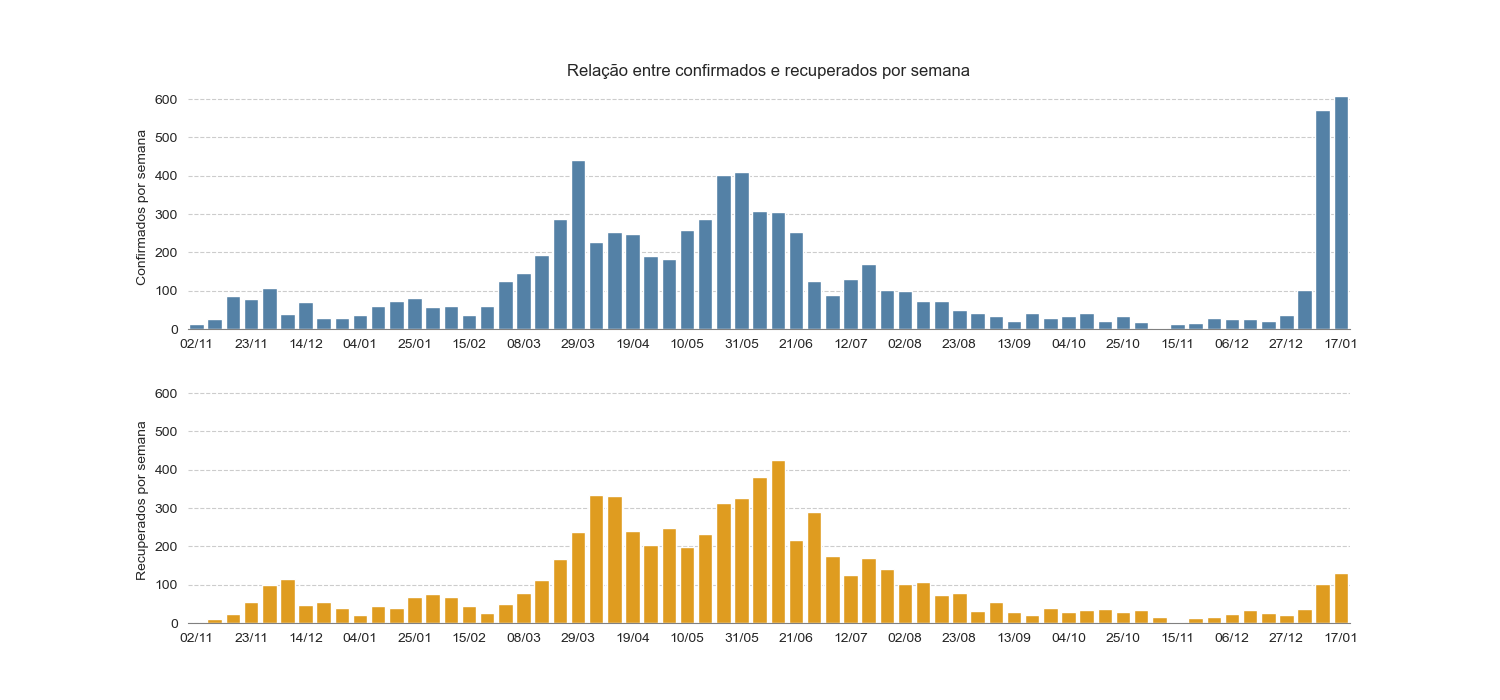 Relação entre confirmados e recuperados por semana
Confirmados por semana
600
500
400
300
200
100
0
02/11 23/11 14/12 04/01 25/01 15/02 08/03 29/03 19/04 10/05 31/05 21/06 12/07 02/08 23/08 13/09 04/10 25/10 15/11 06/12 27/12 17/01
Recuperados por semana
600
500
400
300
200
100
0
02/11 23/11 14/12 04/01 25/01 15/02 08/03 29/03 19/04 10/05 31/05 21/06 12/07 02/08 23/08 13/09 04/10 25/10 15/11 06/12 27/12 17/01